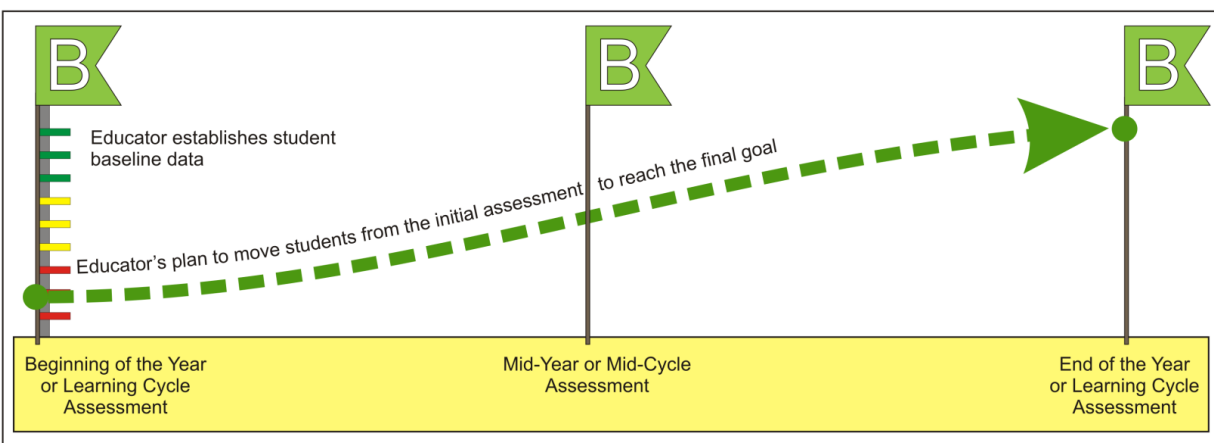 B
B
B
Educator establishes student
baseline data
Educator's plan to move students from the initial assessment to reach the final goal
Beginning of the Year
or Learning Cycle
Assessment
Mid-Year or Mid-Cycle
Assessment
End of the Year
or Learning Cycle
Assessment